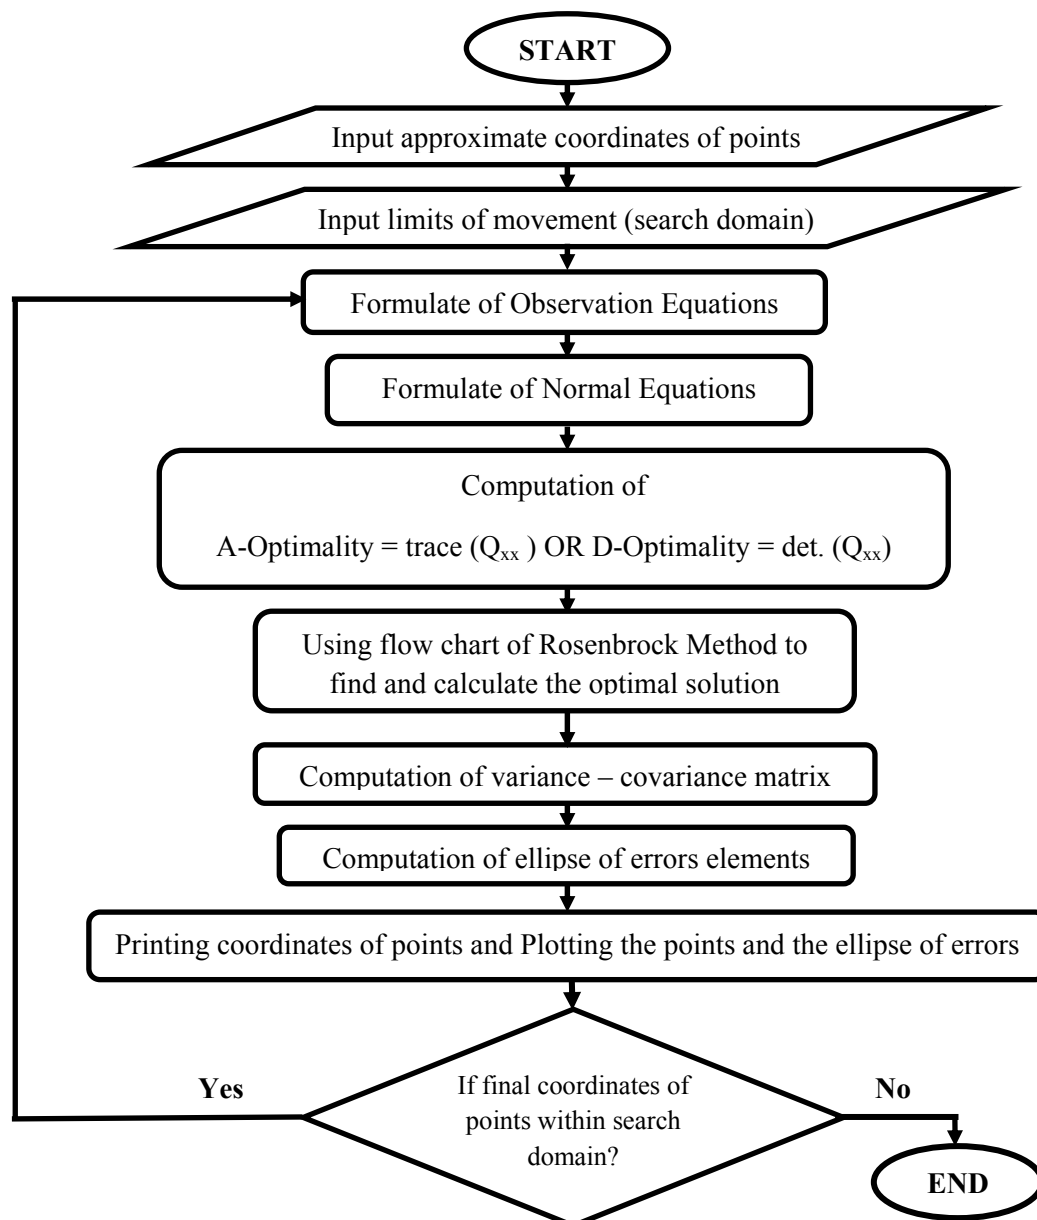 START
Input approximate coordinates of points
Input limits of movement (search domain)
Formulate of Observation Equations
Formulate of Normal Equations
Computation of
A-Optimality = trace (Qxx ) OR D-Optimality = det. (Qxx)
Using flow chart of Rosenbrock Method to
find and calculate the optimal solution
Computation of variance – covariance matrix
Computation of ellipse of errors elements
Printing coordinates of points and Plotting the points and the ellipse of errors
If final coordinates of
points within search
domain?
Yes
No
END